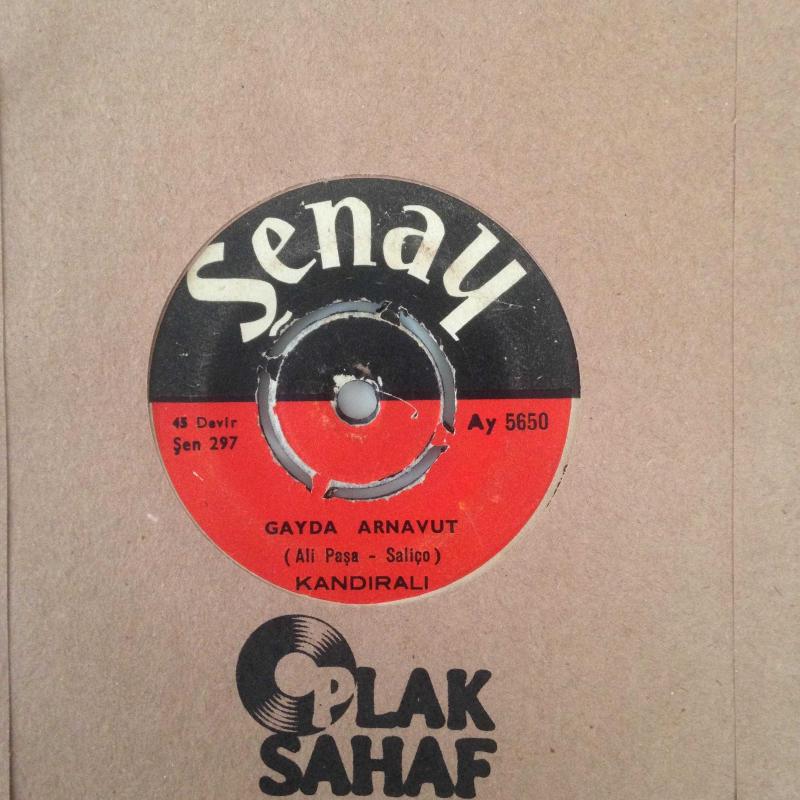 Şenay
45 Devir
Şen 297
Ay 5650
GAYDA ARNAVUT
(Ali Paşa - Saliço)
KANDIRALI
PLAK
SAHAF